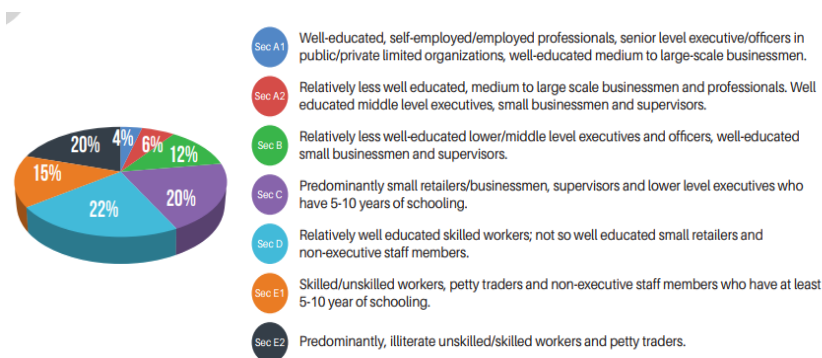 Sec A1
Well-educated, self-employed/employed professionals, senior level executive/officers in
public/private limited organizations, well-educated medium to large-scale businessmen.
Sec A2
Relatively less well educated, medium to large scale businessmen and professionals. Well
educated middle level executives, small businessmen and supervisors.
Sec B
Relatively less well-educated lower/middle level executives and officers, well-educated
small businessmen and supervisors.
Sec C
Predominantly small retailers/businessmen, supervisors and lower level executives who
have 5-10 years of schooling.
Sec D
Relatively well educated skilled workers; not so well educated small retailers and
non-executive staff members.
Sec E1
Skilled/unskilled workers, petty traders and non-executive staff members who have at least
5-10 year of schooling.
Sec E2
Predominantly, illiterate unskilled/skilled workers and petty traders.
4%
6%
12%
20%
22%
15%
20%